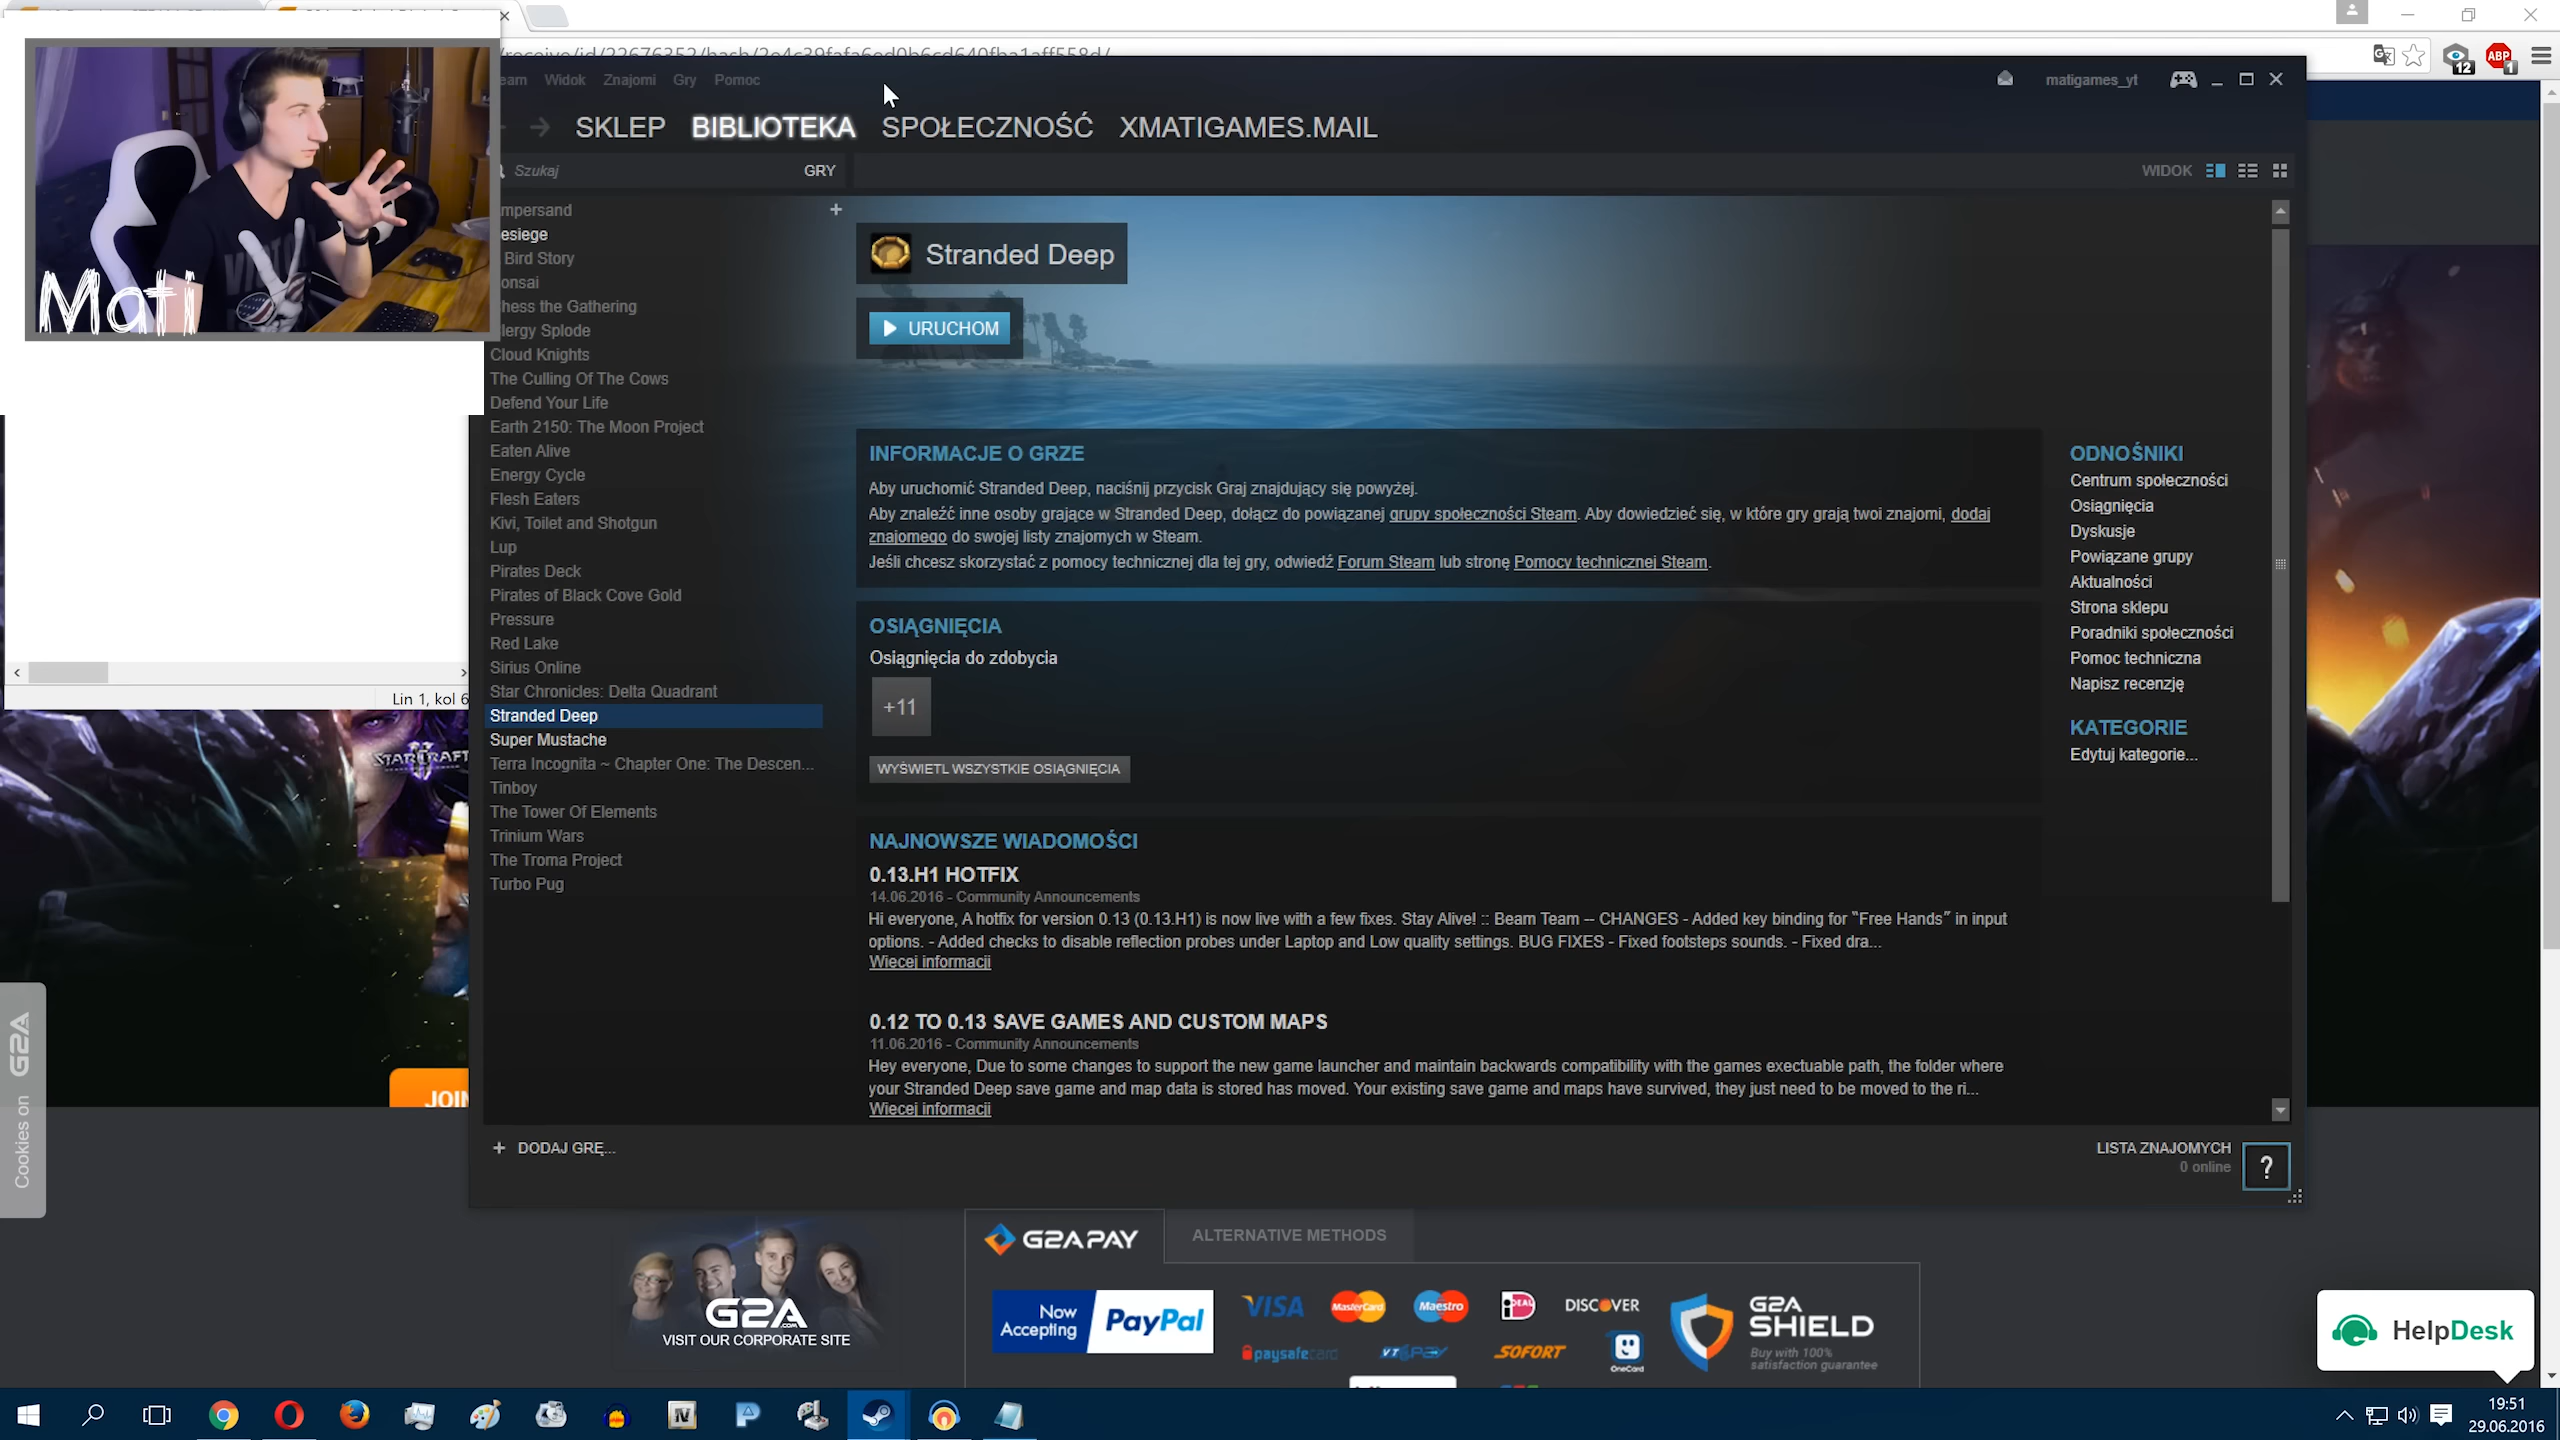 /receive/id/22676352/hash/
12
ABP
1
Mati
Widok Znajomi Gry Pomoc
matigames_yt
SKLEP BIBLIOTEKA SPOŁECZNOŚĆ XMATIGAMES.MAIL
Szukaj
GRY
WIDOK
mpersand
esiege
Bird Story
onsai
hess the Gathering
lergy Splode
Cloud Knights
The Culling Of The Cows
Defend Your Life
Earth 2150: The Moon Project
Eaten Alive
Energy Cycle
Flesh Eaters
Kivi, Toilet and Shotgun
Lup
Pirates Deck
Pirates of Black Cove Gold
Pressure
Red Lake
Sirius Online
Star Chronicles: Delta Quadrant
Stranded Deep
Super Mustache
Terra Incognita ~ Chapter One: The Descen...
Tinboy
The Tower Of Elements
Trinium Wars
The Troma Project
Turbo Pug
Stranded Deep
URUCHOM
INFORMACJE O GRZE
Aby uruchomić Stranded Deep, naciśnij przycisk Graj znajdujący się powyżej.
Aby znaleźć inne osoby grające w Stranded Deep, dołącz do powiązanej grupy społeczności Steam. Aby dowiedzieć się, w które gry grają twoi znajomi, dodaj
znajomego do swojej listy znajomych w Steam.
Jeśli chcesz skorzystać z pomocy technicznej dla tej gry, odwiedź Forum Steam lub stronę Pomocy technicznej Steam.
OSIĄGNIĘCIA
Osiągnięcia do zdobycia
+11
WYŚWIETL WSZYSTKIE OSIĄGNIĘCIA
NAJNOWSZE WIADOMOŚCI
0.13.H1 HOTFIX
14.06.2016 - Community Announcements
Hi everyone, A hotfix for version 0.13 (0.13.H1) is now live with a few fixes. Stay Alive! :: Beam Team -- CHANGES - Added key binding for "Free Hands" in input
options. - Added checks to disable reflection probes under Laptop and Low quality settings. BUG FIXES - Fixed footsteps sounds. - Fixed dra...
Więcej informacji
0.12 TO 0.13 SAVE GAMES AND CUSTOM MAPS
11.06.2016 - Community Announcements
Hey everyone, Due to some changes to support the new game launcher and maintain backwards compatibility with the games exectuable path, the folder where
your Stranded Deep save game and map data is stored has moved. Your existing save game and maps have survived, they just need to be moved to the ri...
Więcej informacji
ODNOŚNIKI
Centrum społeczności
Osiągnięcia
Dyskusje
Powiązane grupy
Aktualności
Strona sklepu
Poradniki społeczności
Pomoc techniczna
Napisz recenzję
KATEGORIE
Edytuj kategorie...
DODAJ GRĘ...
LISTA ZNAJOMYCH
0 online
?
Lin 1, kol 6
STARCRAFT
JOIN
Cookies on G2A
G2A.COM
VISIT OUR CORPORATE SITE
G2A PAY
ALTERNATIVE METHODS
Now Accepting PayPal
VISA MasterCard Maestro iDEAL DISCOVER
paysafecard SOFORT OneCard
G2A SHIELD
Buy with 100%
satisfaction guarantee
HelpDesk
19:51
29.06.2016